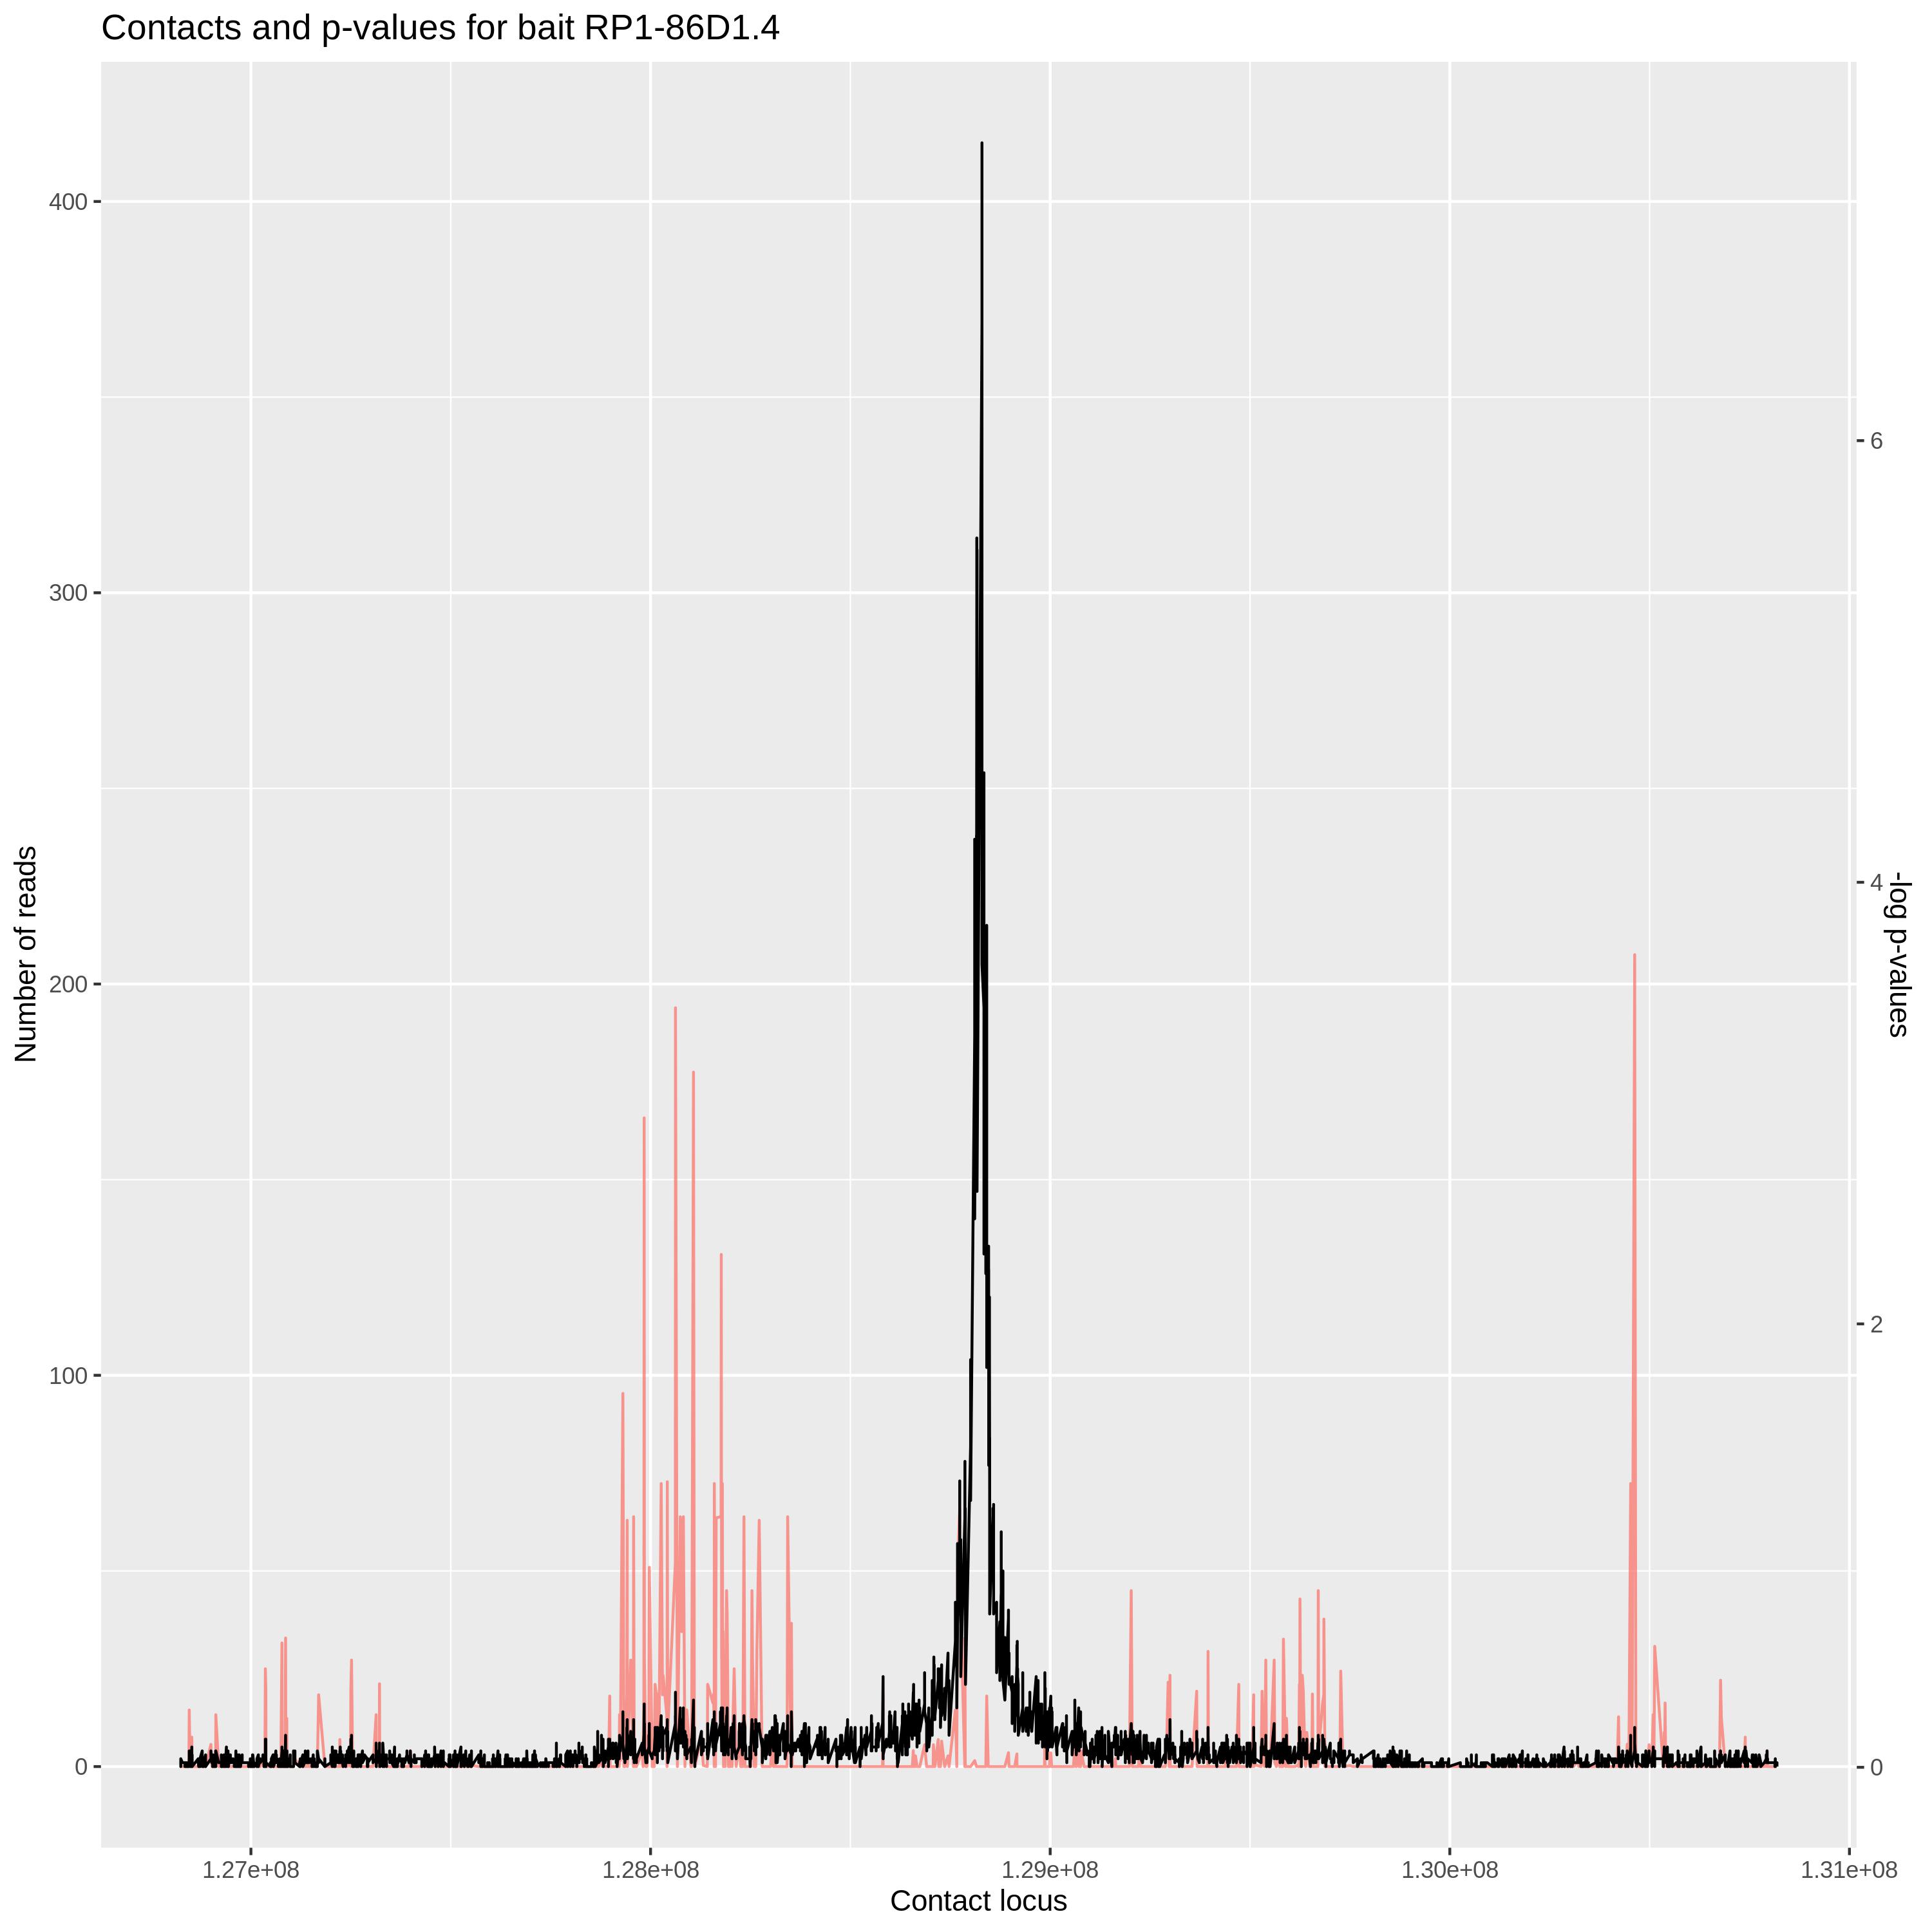 Contacts and p-values for bait RP1-86D1.4
400
300
200
100
0
Number of reads
6
4
2
0
-log p-values
1.27e+08
1.28e+08
1.29e+08
1.30e+08
1.31e+08
Contact locus